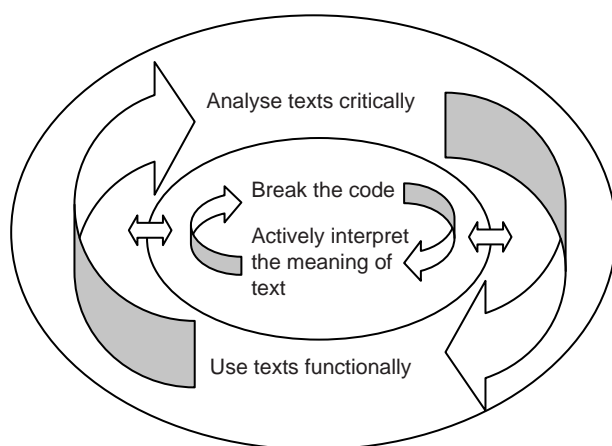 Analyse texts critically
Break the code
Actively interpret
the meaning of
text
Use texts functionally